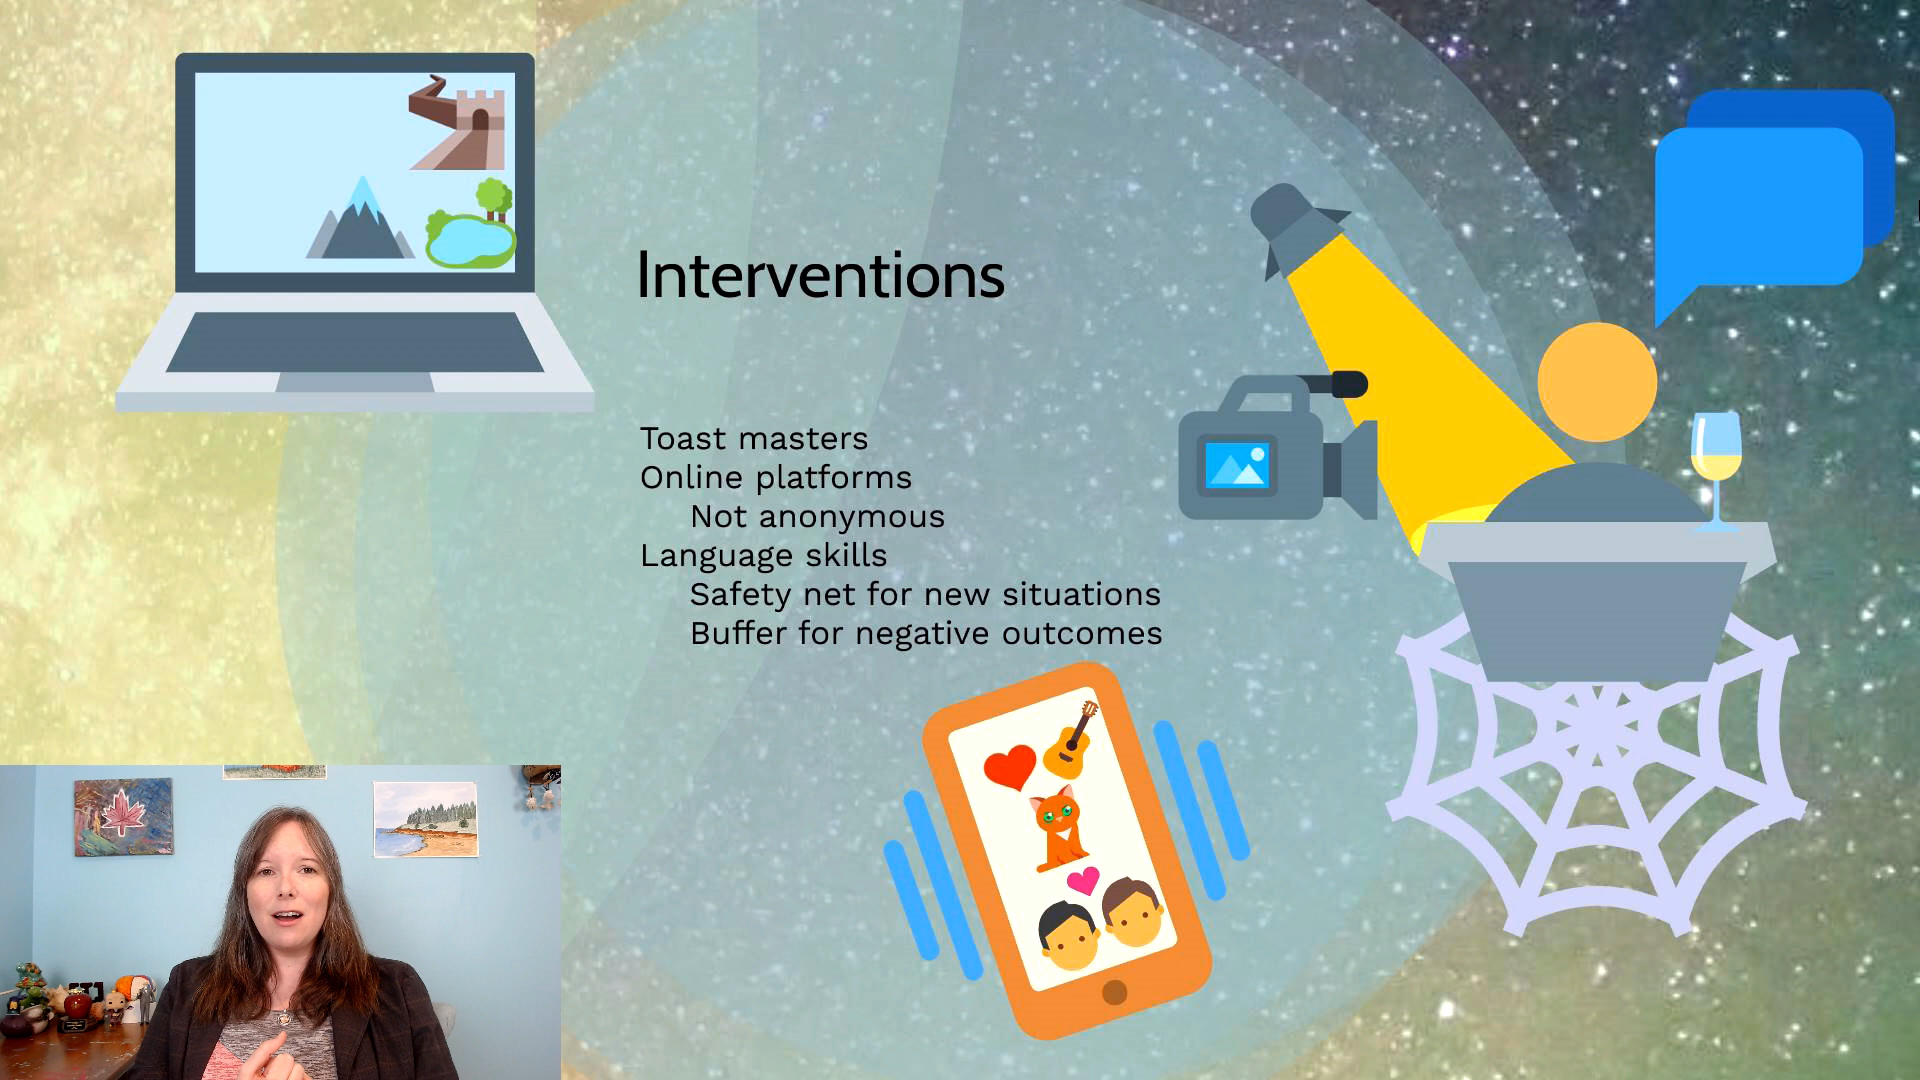 Interventions
Toast masters
Online platforms
Not anonymous
Language skills
Safety net for new situations
Buffer for negative outcomes